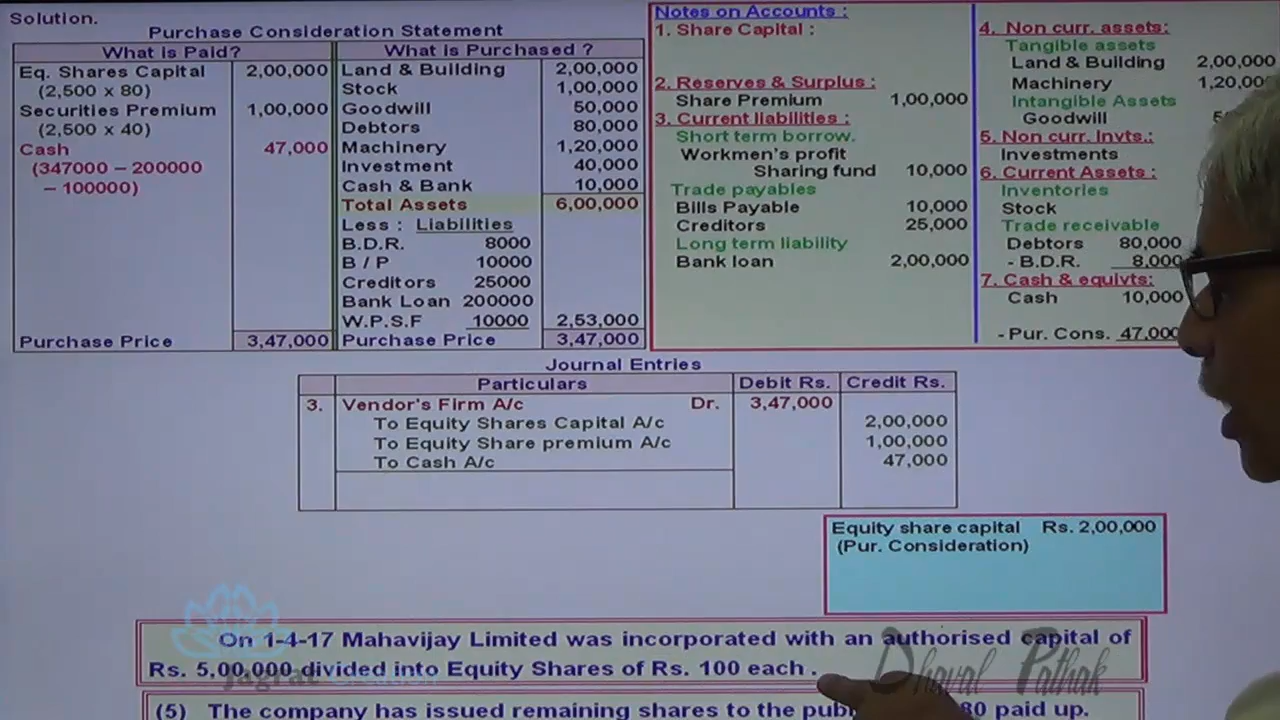 Solution.
Purchase Consideration Statement
What is Paid?
Eq. Shares Capital 2,00,000
(2,500 x 80)
Securities Premium 1,00,000
(2,500 x 40)
Cash 47,000
(347000 – 200000
– 100000)
Purchase Price 3,47,000
What is Purchased ?
Land & Building 2,00,000
Stock 1,00,000
Goodwill 50,000
Debtors 80,000
Machinery 1,20,000
Investment 40,000
Cash & Bank 10,000
Total Assets 6,00,000
Less : Liabilities
B.D.R. 8000
B / P 10000
Creditors 25000
Bank Loan 200000
W.P.S.F 10000 2,53,000
Purchase Price 3,47,000
Notes on Accounts :
1. Share Capital :
2. Reserves & Surplus :
Share Premium 1,00,000
3. Current liabilities :
Short term borrow.
Workmen's profit
Sharing fund 10,000
Trade payables
Bills Payable 10,000
Creditors 25,000
Long term liability
Bank loan 2,00,000
4. Non curr. assets:
Tangible assets
Land & Building 2,00,000
Machinery 1,20,000
Intangible Assets
Goodwill
5. Non curr. Invts.:
Investments
6. Current Assets :
Inventories
Stock
Trade receivable
Debtors 80,000
- B.D.R. 8,000
7. Cash & equivts:
Cash 10,000
- Pur. Cons. 47,000
Journal Entries
Particulars Debit Rs. Credit Rs.
3. Vendor's Firm A/c Dr. 3,47,000
To Equity Shares Capital A/c 2,00,000
To Equity Share premium A/c 1,00,000
To Cash A/c 47,000
Equity share capital Rs. 2,00,000
(Pur. Consideration)
On 1-4-17 Mahavijay Limited was incorporated with an authorised capital of
Rs. 5,00,000 divided into Equity Shares of Rs. 100 each .
Dhaval Pathak
(5) The company has issued remaining shares to the pub 80 paid up.